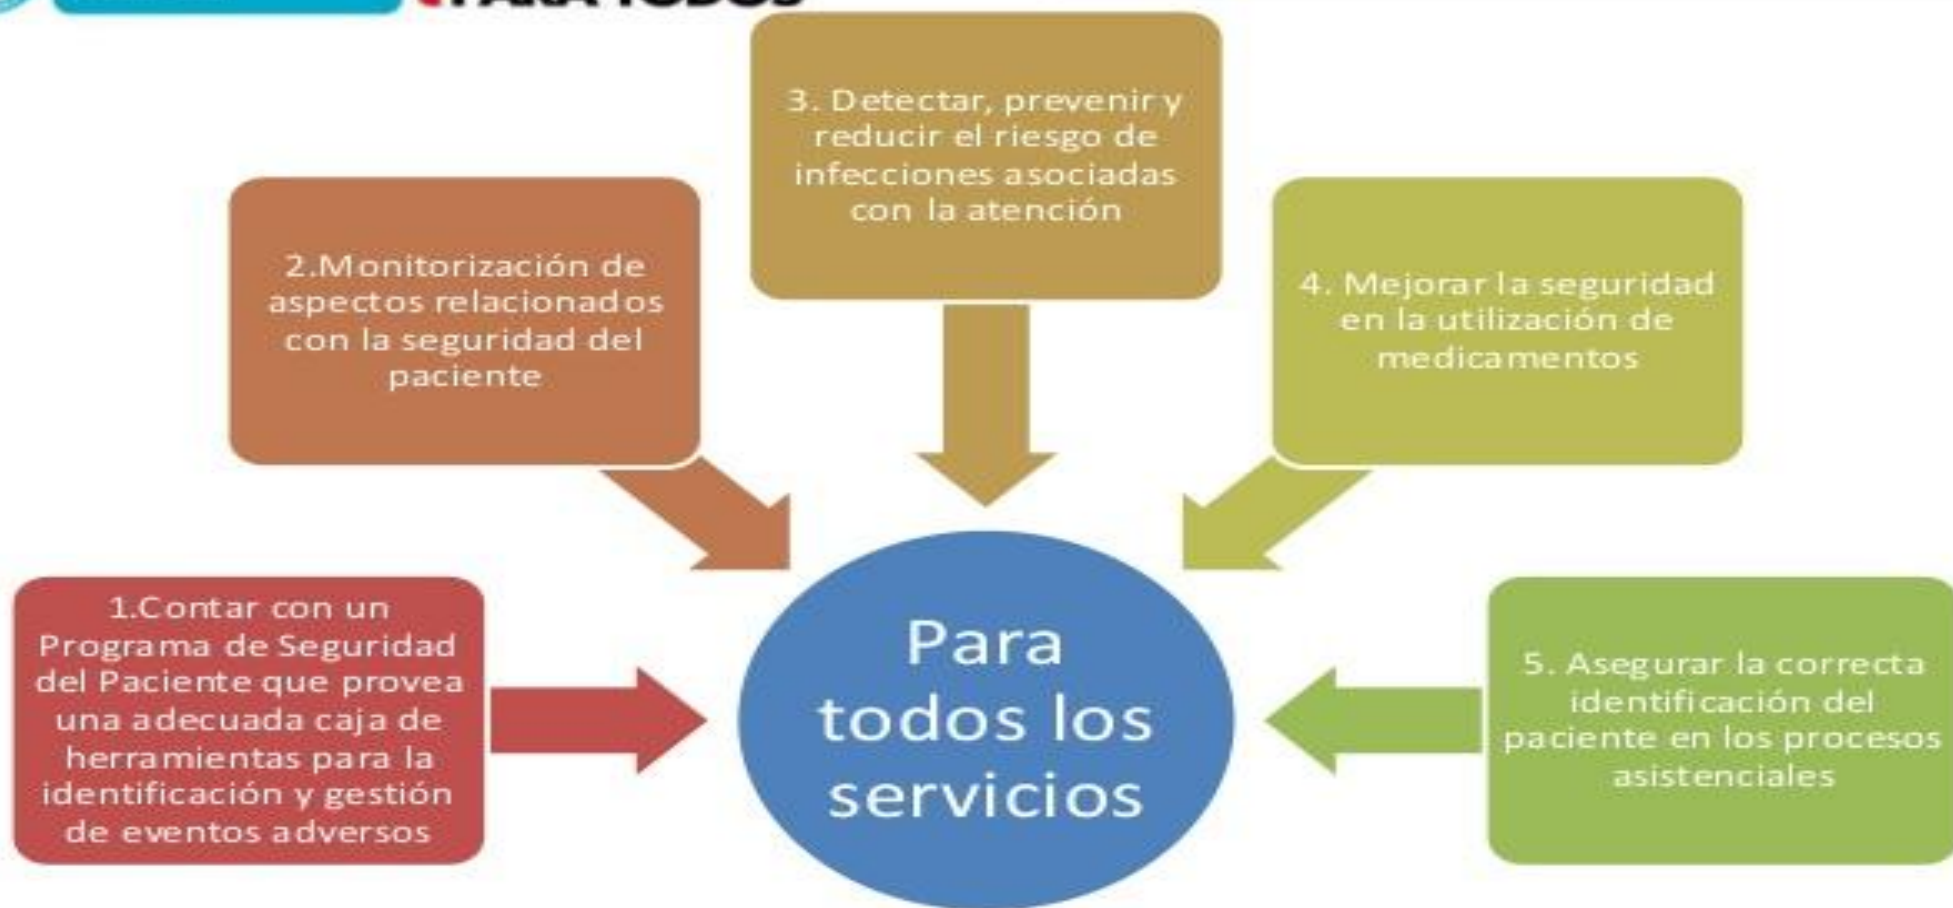 PARA TODOS
3. Detectar, prevenir y
reducir el riesgo de
infecciones asociadas
con la atención
2.Monitorización de
aspectos relacionados
con la seguridad del
paciente
4. Mejorar la seguridad
en la utilización de
medicamentos
1.Contar con un
Programa de Seguridad
del Paciente que provea
una adecuada caja de
herramientas para la
identificación y gestión
de eventos adversos
Para
todos los
servicios
5. Asegurar la correcta
identificación del
paciente en los procesos
asistenciales